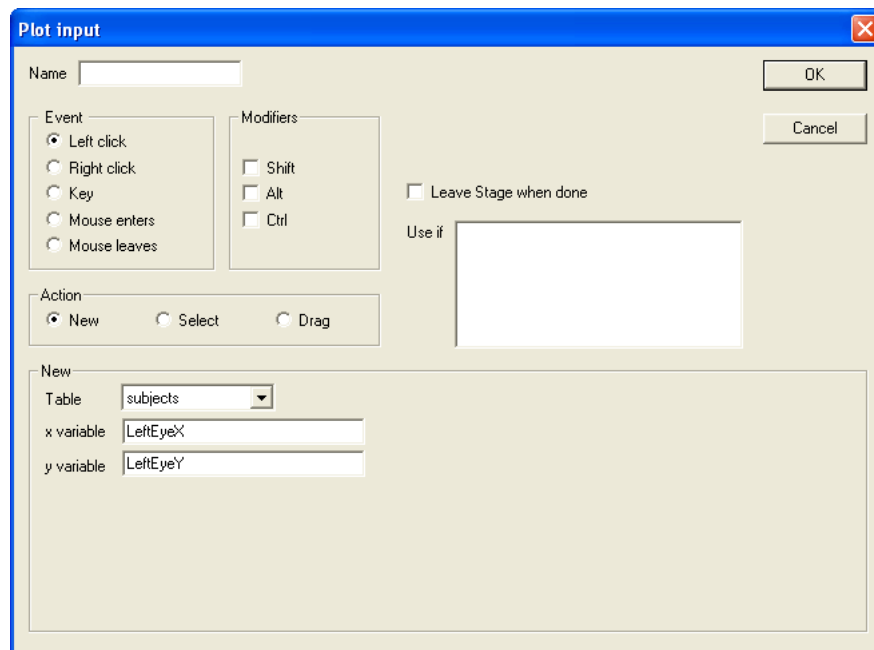 Plot input
Name
OK
Event
Modifiers
Left click
Cancel
Right click
Shift
Key
Alt
Leave Stage when done
Mouse enters
Ctrl
Use if
Mouse leaves
Action
New
Select
Drag
New
Table
subjects
x variable
LeftEyeX
y variable
LeftEyeY